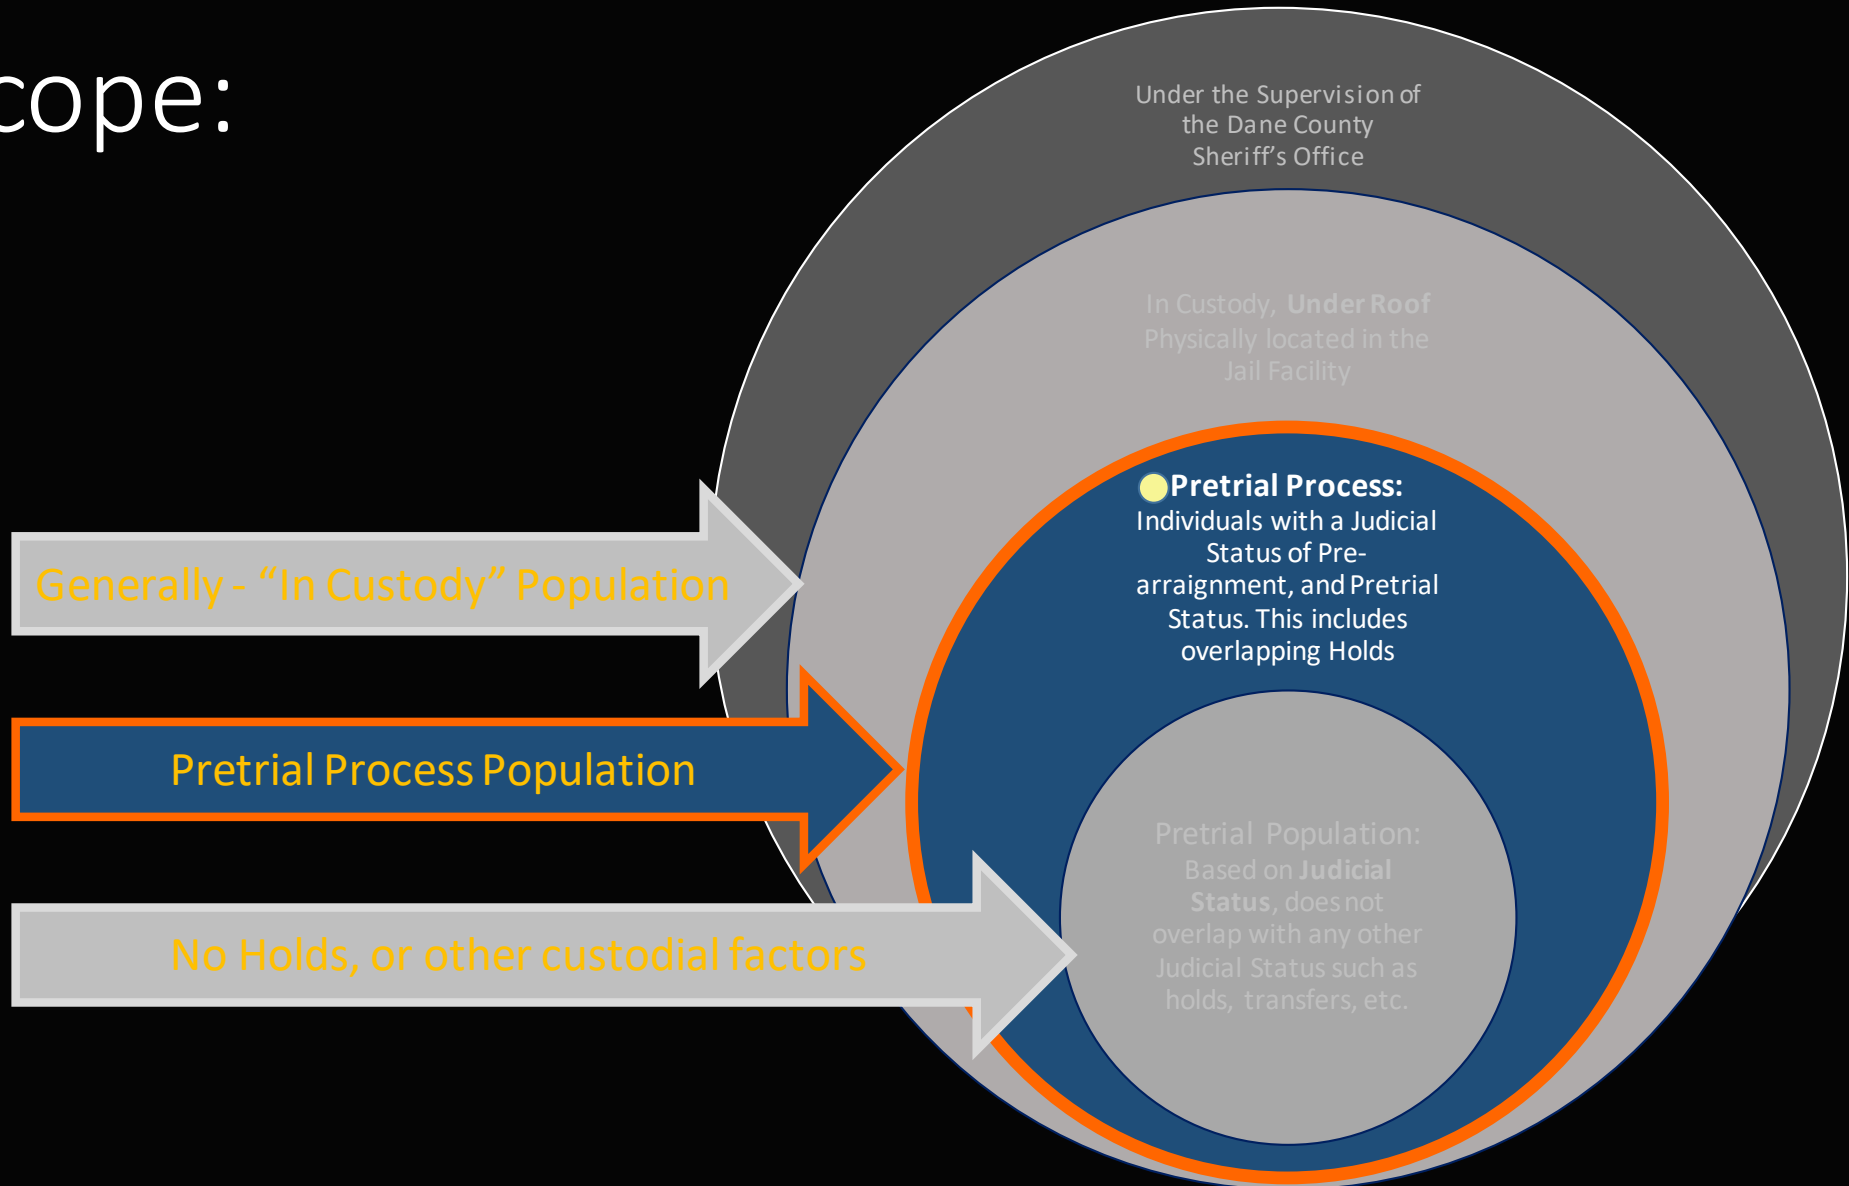 cope:
Under the Supervision of
the Dane County
Sheriff's Office
In Custody, Under Roof
Physically located in the
Jail Facility
Pretrial Process:
Individuals with a Judicial
Status of Pre-
arraignment, and Pretrial
Status. This includes
overlapping Holds
Pretrial Population:
Based on Judicial
Status, does not
overlap with any other
Judicial Status such as
holds, transfers, etc.
Generally - “In Custody” Population
Pretrial Process Population
No Holds, or other custodial factors